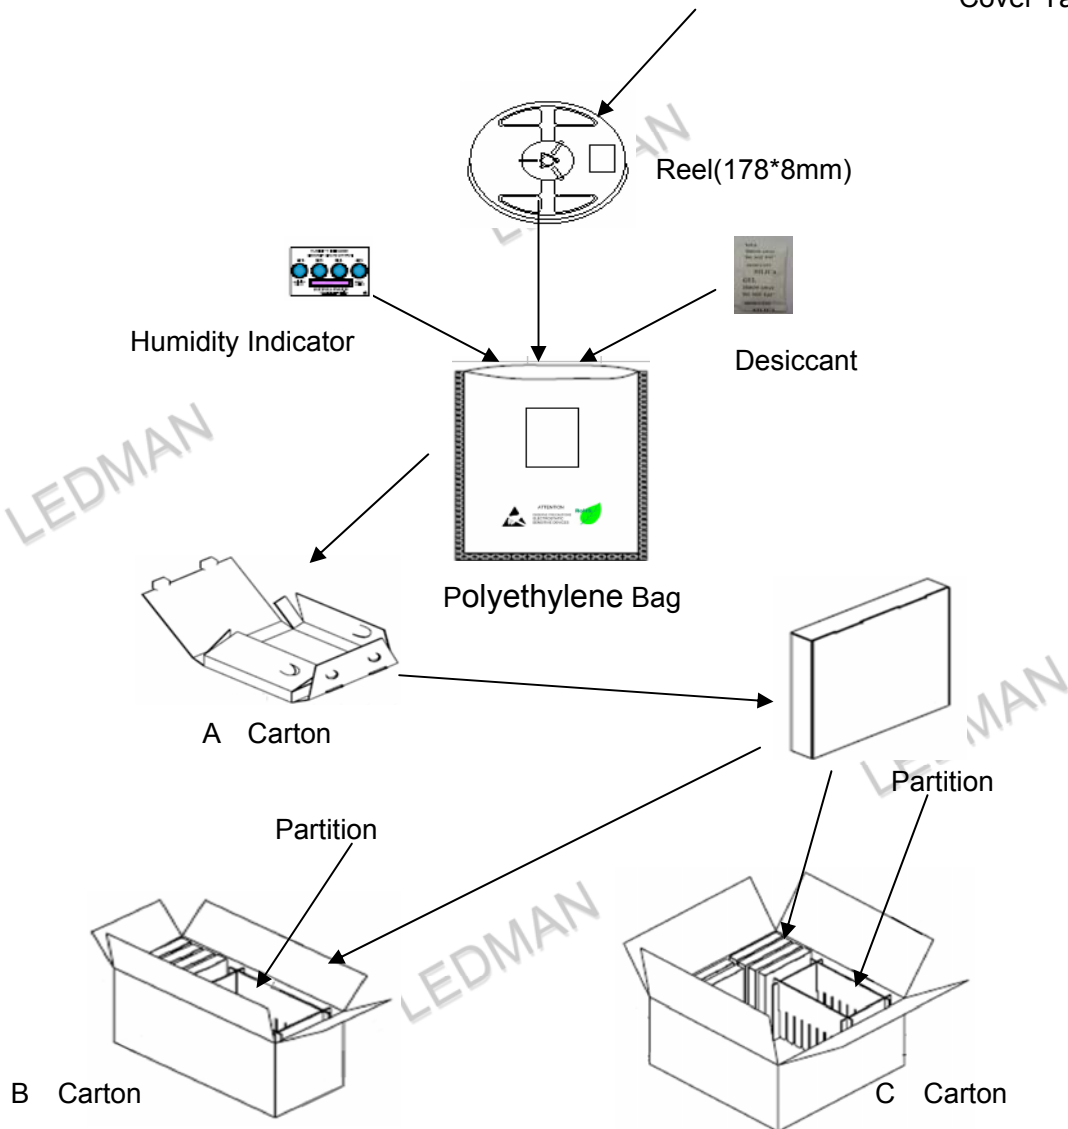 Cover Ta
Reel(178*8mm)
Humidity Indicator
Desiccant
GEL
ATTENTION
Polyethylene Bag
A Carton
Partition
Partition
B Carton
C Carton
LEDMAN
LEDMAN
LEDMAN
LEDMAN